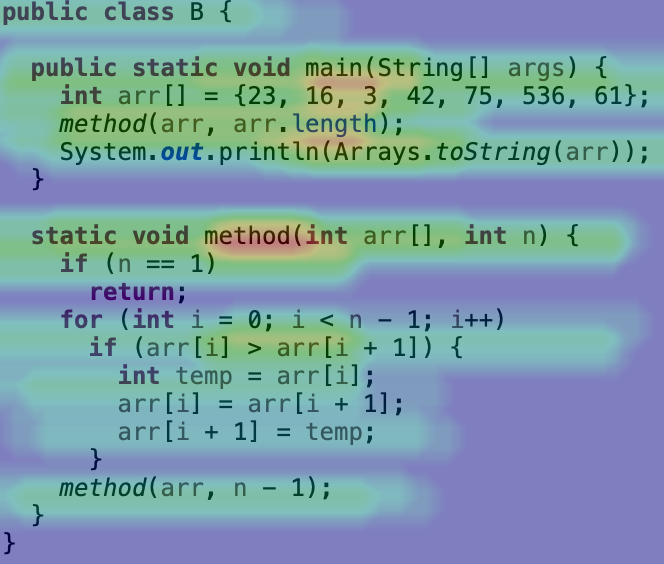 public class B {
  public static void main(String[] args) {
    int arr[] = {23, 16, 3, 42, 75, 536, 61};
    method(arr, arr.length);
    System.out.println(Arrays.toString(arr));
  }
  static void method(int arr[], int n) {
    if (n == 1)
      return;
    for (int i = 0; i < n - 1; i++)
      if (arr[i] > arr[i + 1]) {
        int temp = arr[i];
        arr[i] = arr[i + 1];
        arr[i + 1] = temp;
      }
    method(arr, n - 1);
  }
}